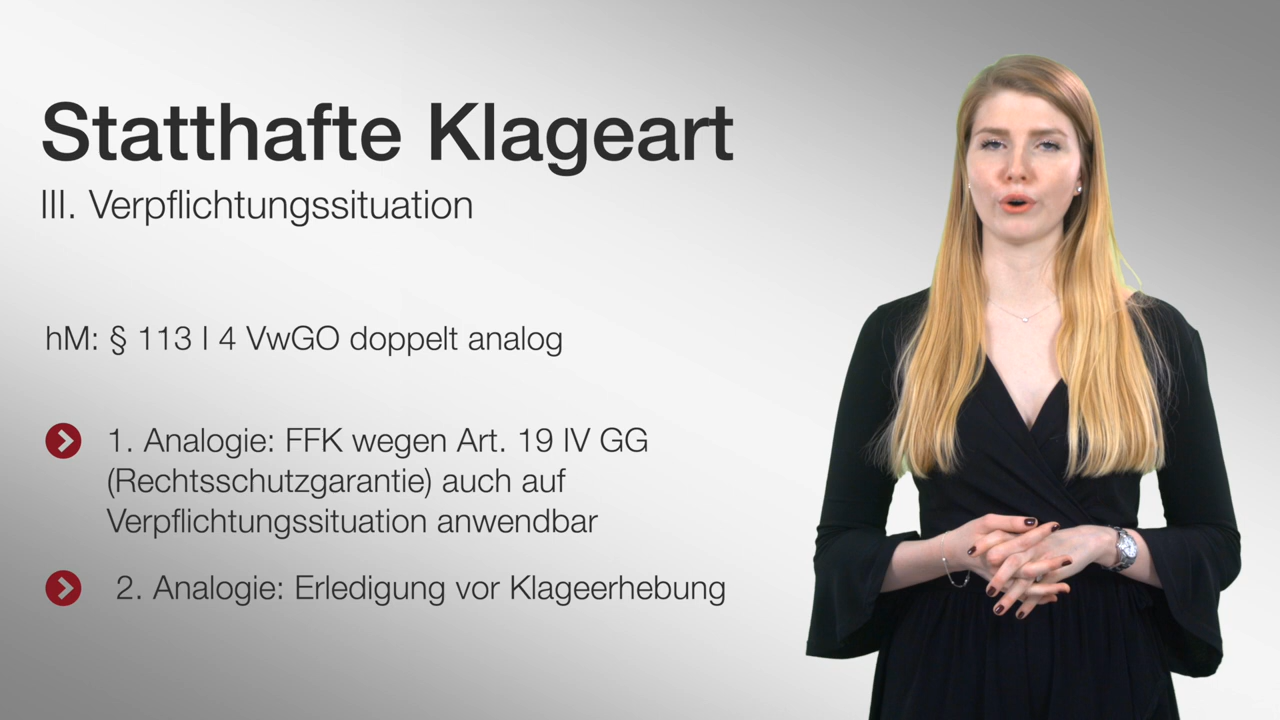 Statthafte Klageart
III. Verpflichtungssituation
hM: § 113 I 4 VwGO doppelt analog
1. Analogie: FFK wegen Art. 19 IV GG
(Rechtsschutzgarantie) auch auf
Verpflichtungssituation anwendbar
2. Analogie: Erledigung vor Klageerhebung